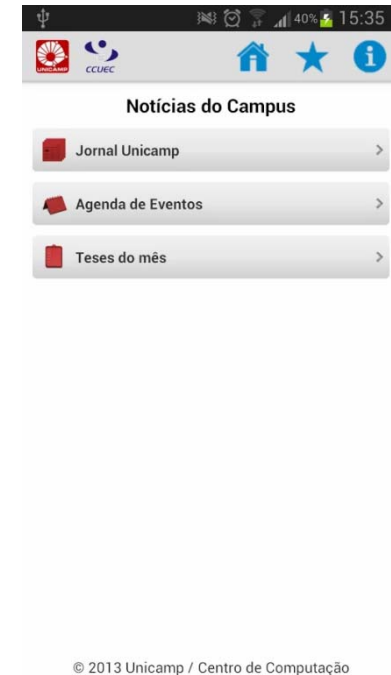 40% 15:35
UNICAMP CCUEC
Notícias do Campus
Jornal Unicamp
Agenda de Eventos
Teses do mês
© 2013 Unicamp / Centro de Computação